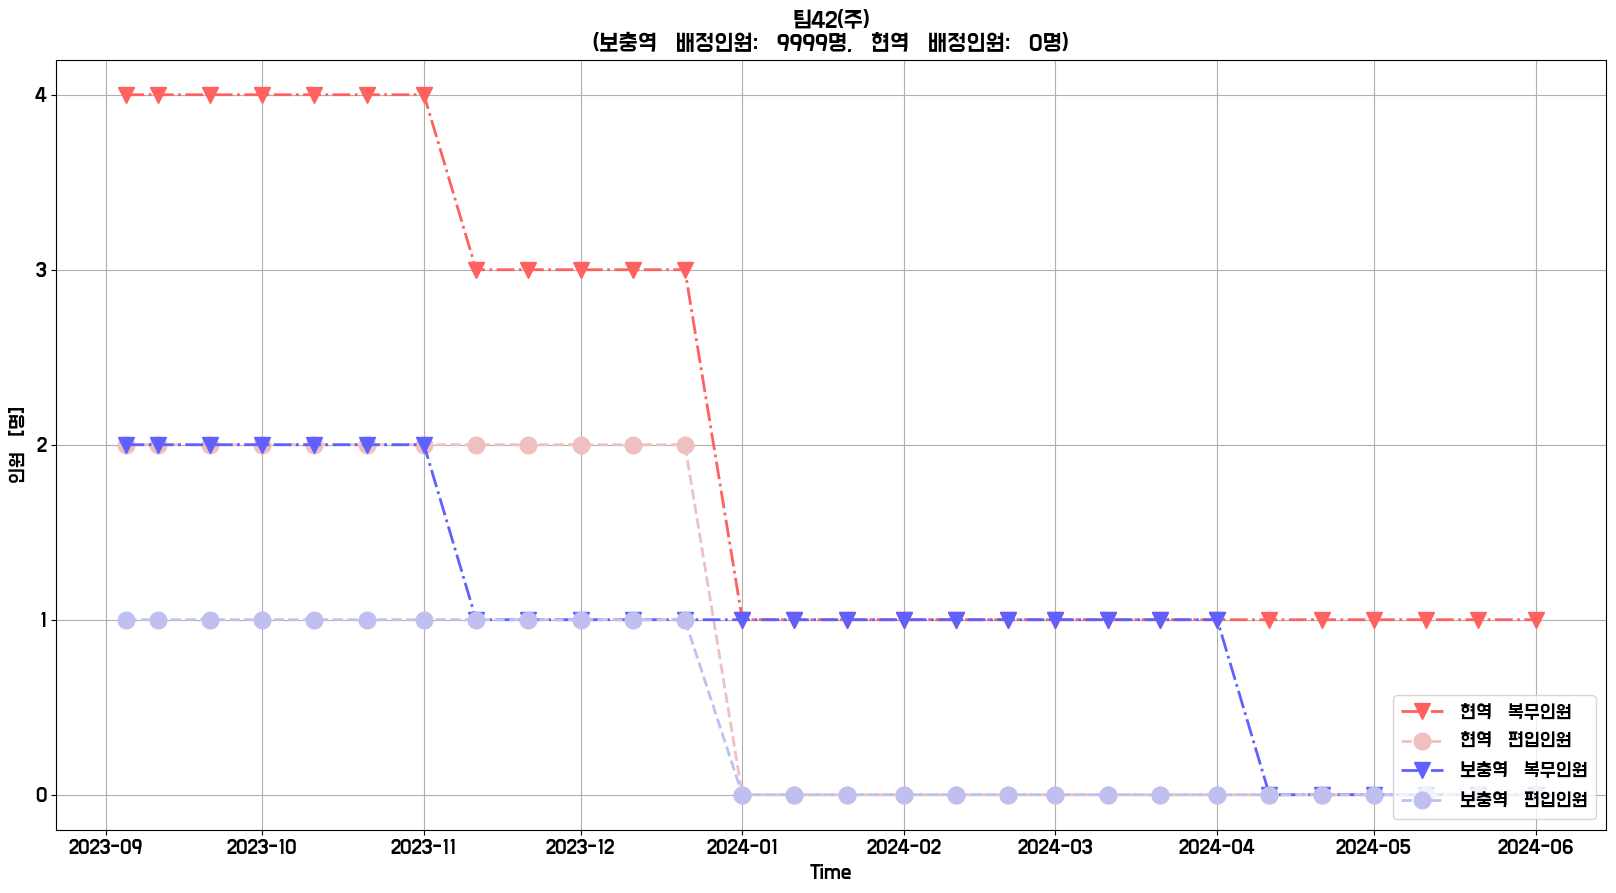 팀42(주)
(보충역 배정인원: 9999명, 현역 배정인원: 0명)
4
3
2
1
0
인원 [명]
현역 복무인원
현역 편입인원
보충역 복무인원
보충역 편입인원
2023-09 2023-10 2023-11 2023-12 2024-01 2024-02 2024-03 2024-04 2024-05 2024-06
Time